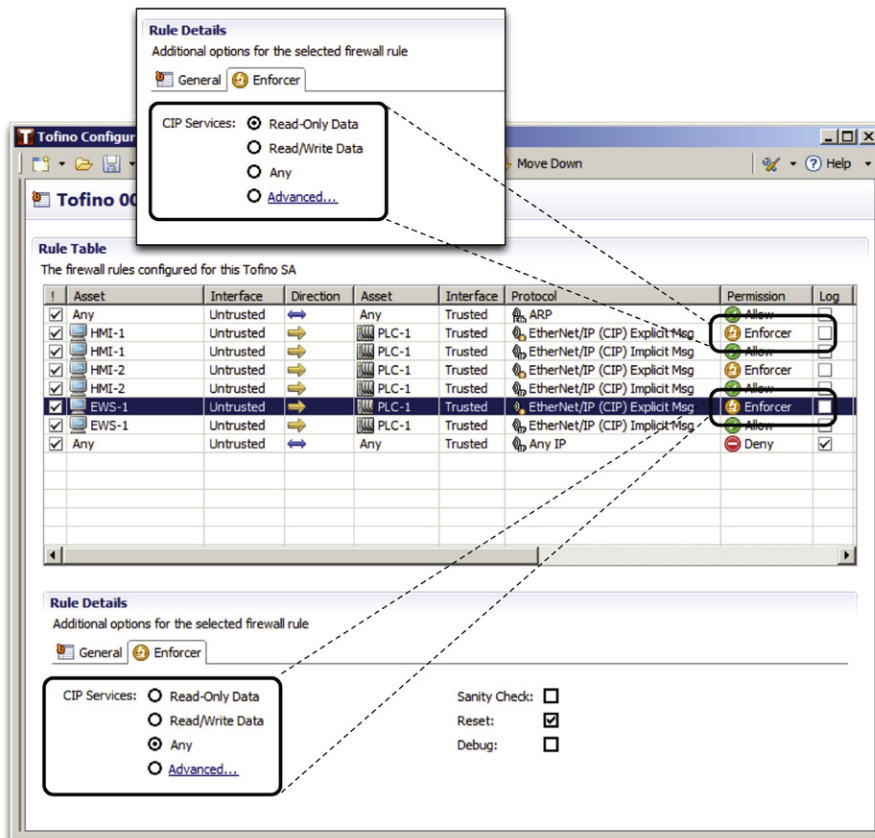 Rule Details
Additional options for the selected firewall rule
General Enforcer
CIP Services: Read-Only Data
Read/Write Data
Any
Advanced...
Tofino Configur
Move Down Help
Tofino 00
Rule Table
The firewall rules configured for this Tofino SA
! Asset Interface Direction Asset Interface Protocol Permission Log
Any Untrusted Any Trusted ARP Allow
HMI-1 Untrusted PLC-1 Trusted EtherNet/IP (CIP) Explicit Msg Enforcer
HMI-1 Untrusted PLC-1 Trusted EtherNet/IP (CIP) Implicit Msg Allow
HMI-2 Untrusted PLC-1 Trusted EtherNet/IP (CIP) Explicit Msg Enforcer
HMI-2 Untrusted PLC-1 Trusted EtherNet/IP (CIP) Implicit Msg Allow
EWS-1 Untrusted PLC-1 Trusted EtherNet/IP (CIP) Explicit Msg Enforcer
EWS-1 Untrusted PLC-1 Trusted EtherNet/IP (CIP) Implicit Msg Allow
Any Untrusted Any Trusted Any IP Deny
Rule Details
Additional options for the selected firewall rule
General Enforcer
CIP Services: Read-Only Data Sanity Check:
Read/Write Data Reset:
Any Debug:
Advanced...